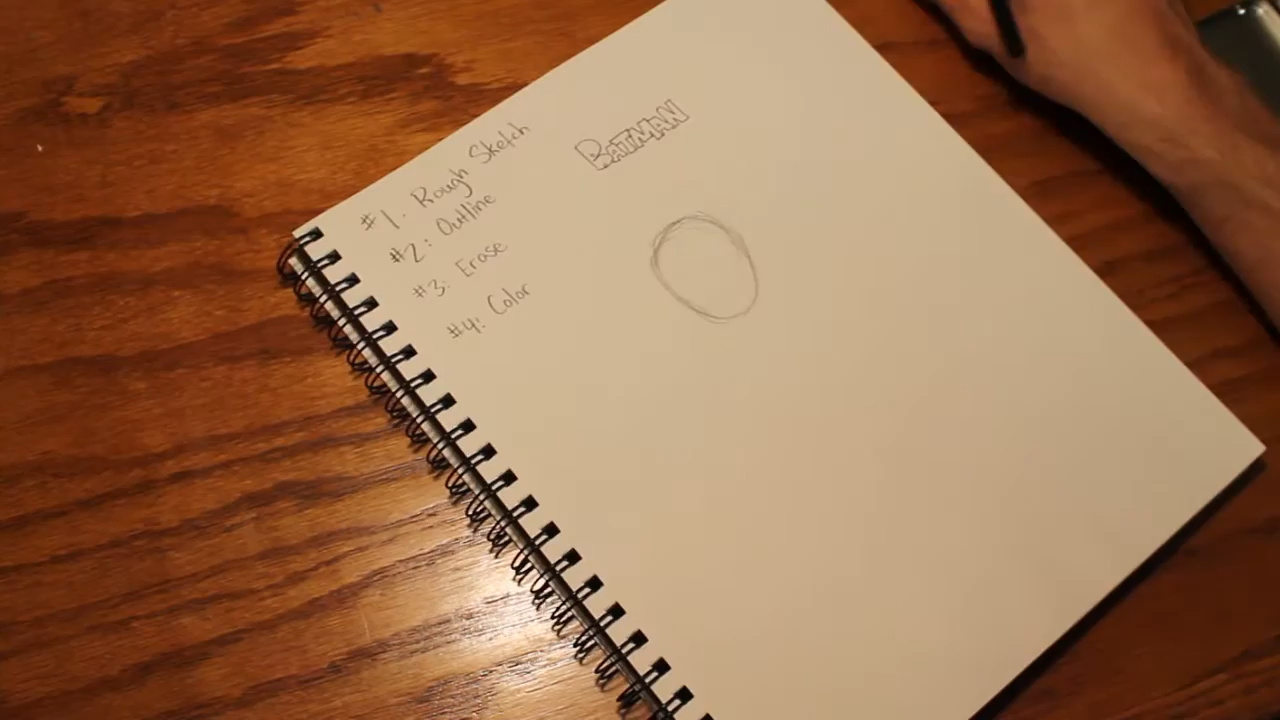 BATMAN
#1. Rough Sketch
#2: Outline
#3: Erase
#4: Color